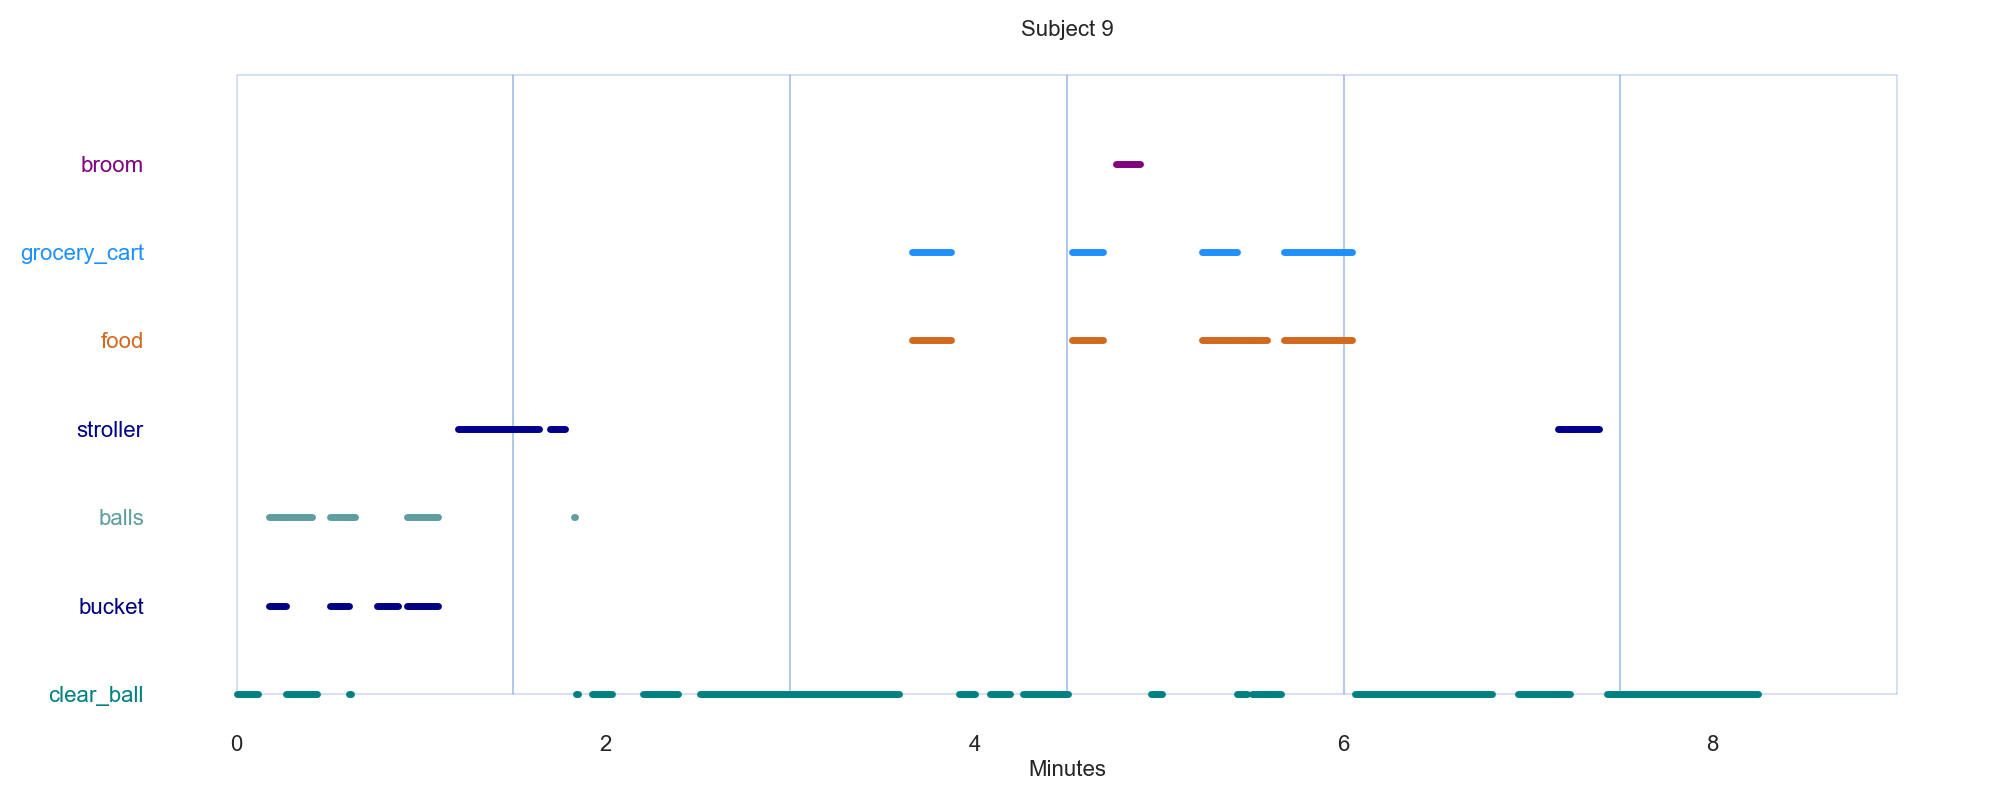 Subject 9
broom
grocery_cart
food
stroller
balls
bucket
clear_ball
0 2 4 6 8
Minutes